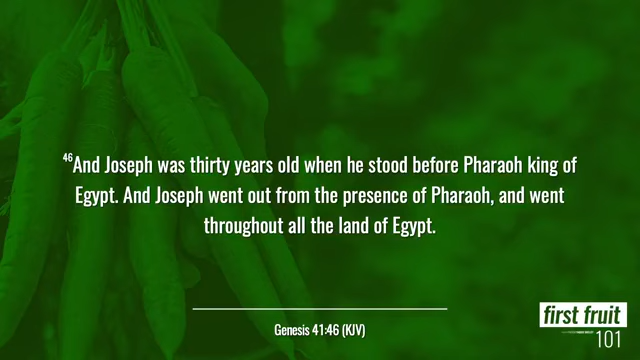 46And Joseph was thirty years old when he stood before Pharaoh king of
Egypt. And Joseph went out from the presence of Pharaoh, and went
throughout all the land of Egypt.
Genesis 41:46 (KJV)
first fruit
101